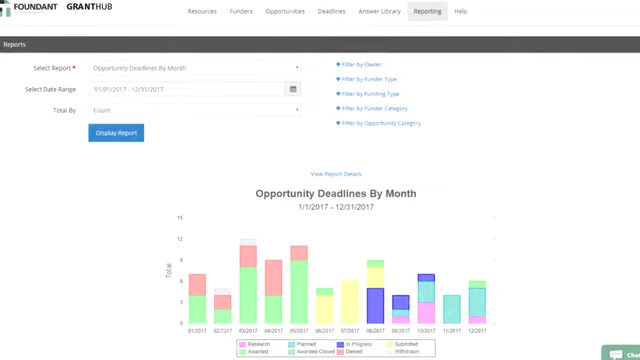 FOUNDANT GRANTHUB
Resources Funders Opportunities Deadlines Answer Library Reporting Help
Reports
Select Report * Opportunity Deadlines By Month
Select Date Range 01/01/2017 - 12/31/2017
Total By Count
Display Report
+ Filter by Owner
+ Filter by Funder Type
+ Filter by Funding Type
+ Filter by Funder Category
+ Filter by Opportunity Category
View Report Details
Opportunity Deadlines By Month
1/1/2017 - 12/31/2017
Total
15
12
9
6
3
0
01/2017 02/2017 03/2017 04/2017 05/2017 06/2017 07/2017 08/2017 09/2017 10/2017 11/2017 12/2017
Research Planned In Progress Submitted
Awarded Awarded-Closed Denied Withdrawn